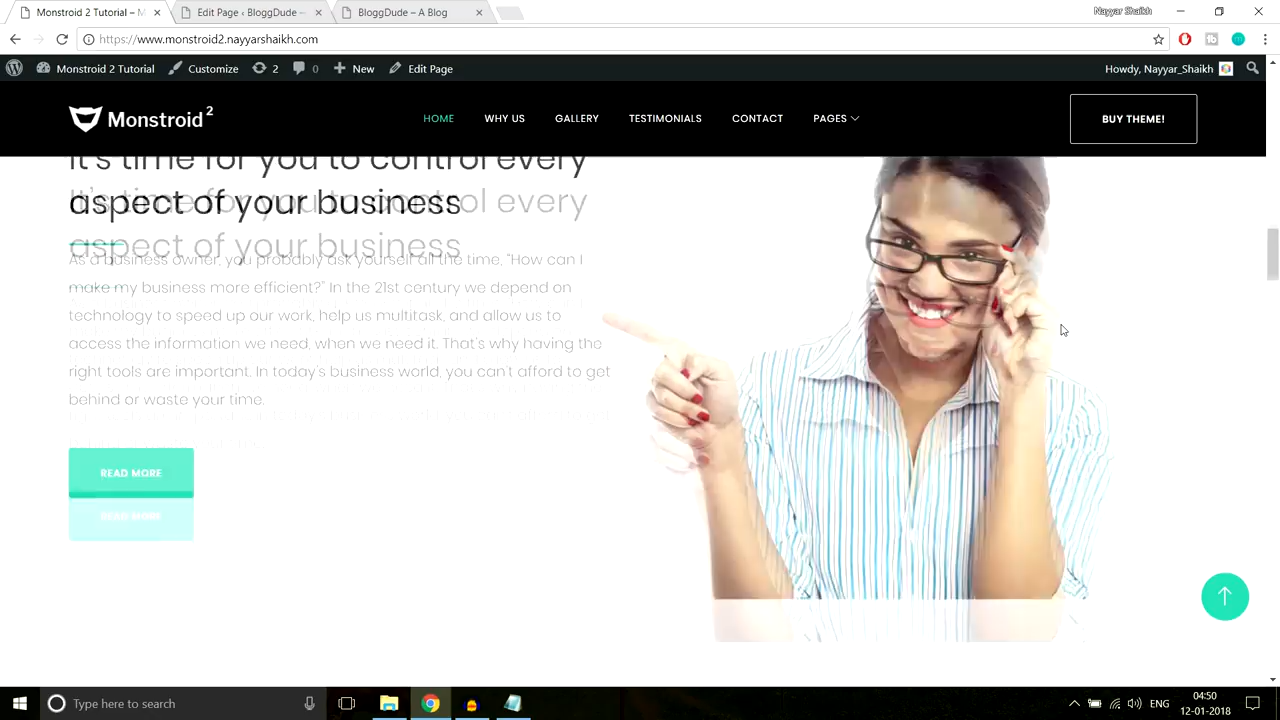 Monstroid 2 Tutorial – M
Edit Page ‹ BloggDude —
BloggDude – A Blog
Nayyar Shaikh
https://www.monstroid2.nayyarshaikh.com
Monstroid 2 Tutorial
Customize
2
0
New
Edit Page
Howdy, Nayyar_Shaikh
Monstroid 2
HOME
WHY US
GALLERY
TESTIMONIALS
CONTACT
PAGES
BUY THEME!
It's time for you to control every
aspect of your business
As a business owner, you probably ask yourself all the time, “How can I
make my business more efficient?” In the 21st century we depend on
technology to speed up our work, help us multitask, and allow us to
access the information we need, when we need it. That's why having the
right tools are important. In today's business world, you can't afford to get
behind or waste your time.
READ MORE
Type here to search
ENG
04:50
12-01-2018